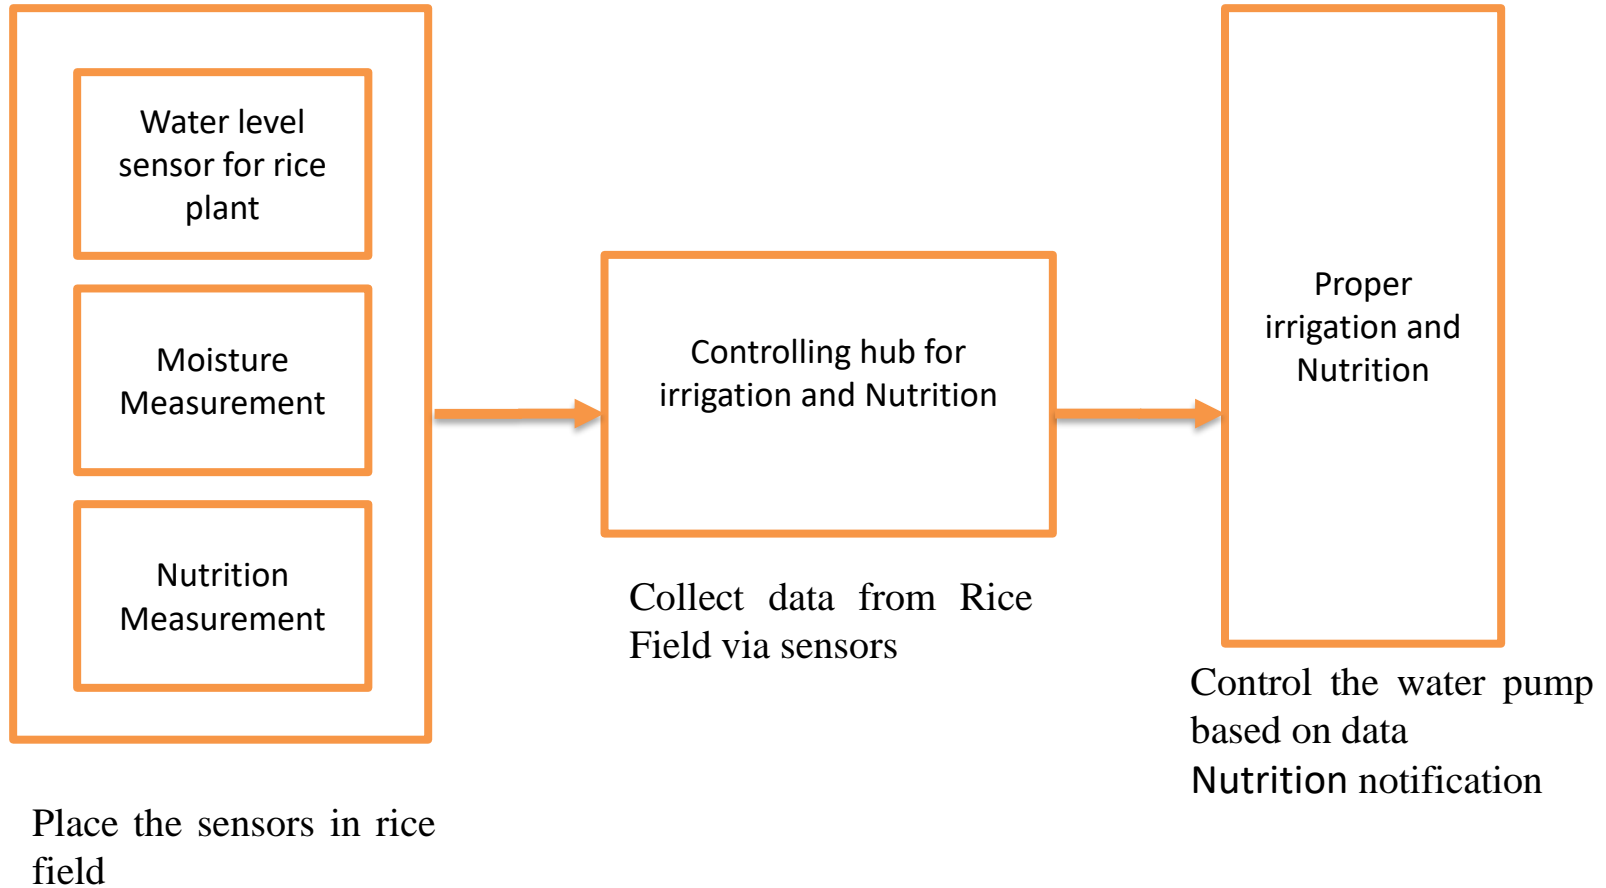 Water level
sensor for rice
plant
Moisture
Measurement
Nutrition
Measurement
Place the sensors in rice
field
Controlling hub for
irrigation and Nutrition
Collect data from Rice
Field via sensors
Proper
irrigation and
Nutrition
Control the water pump
based on data
Nutrition notification